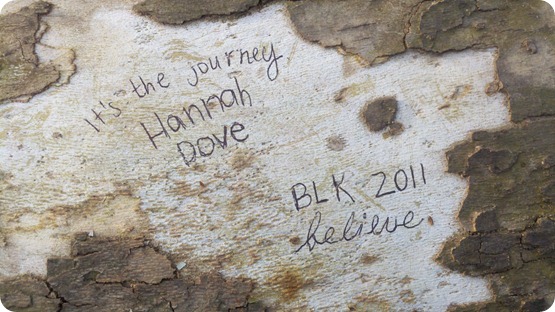 It's the journey
Hannah
Dove
BLK 2011
believe